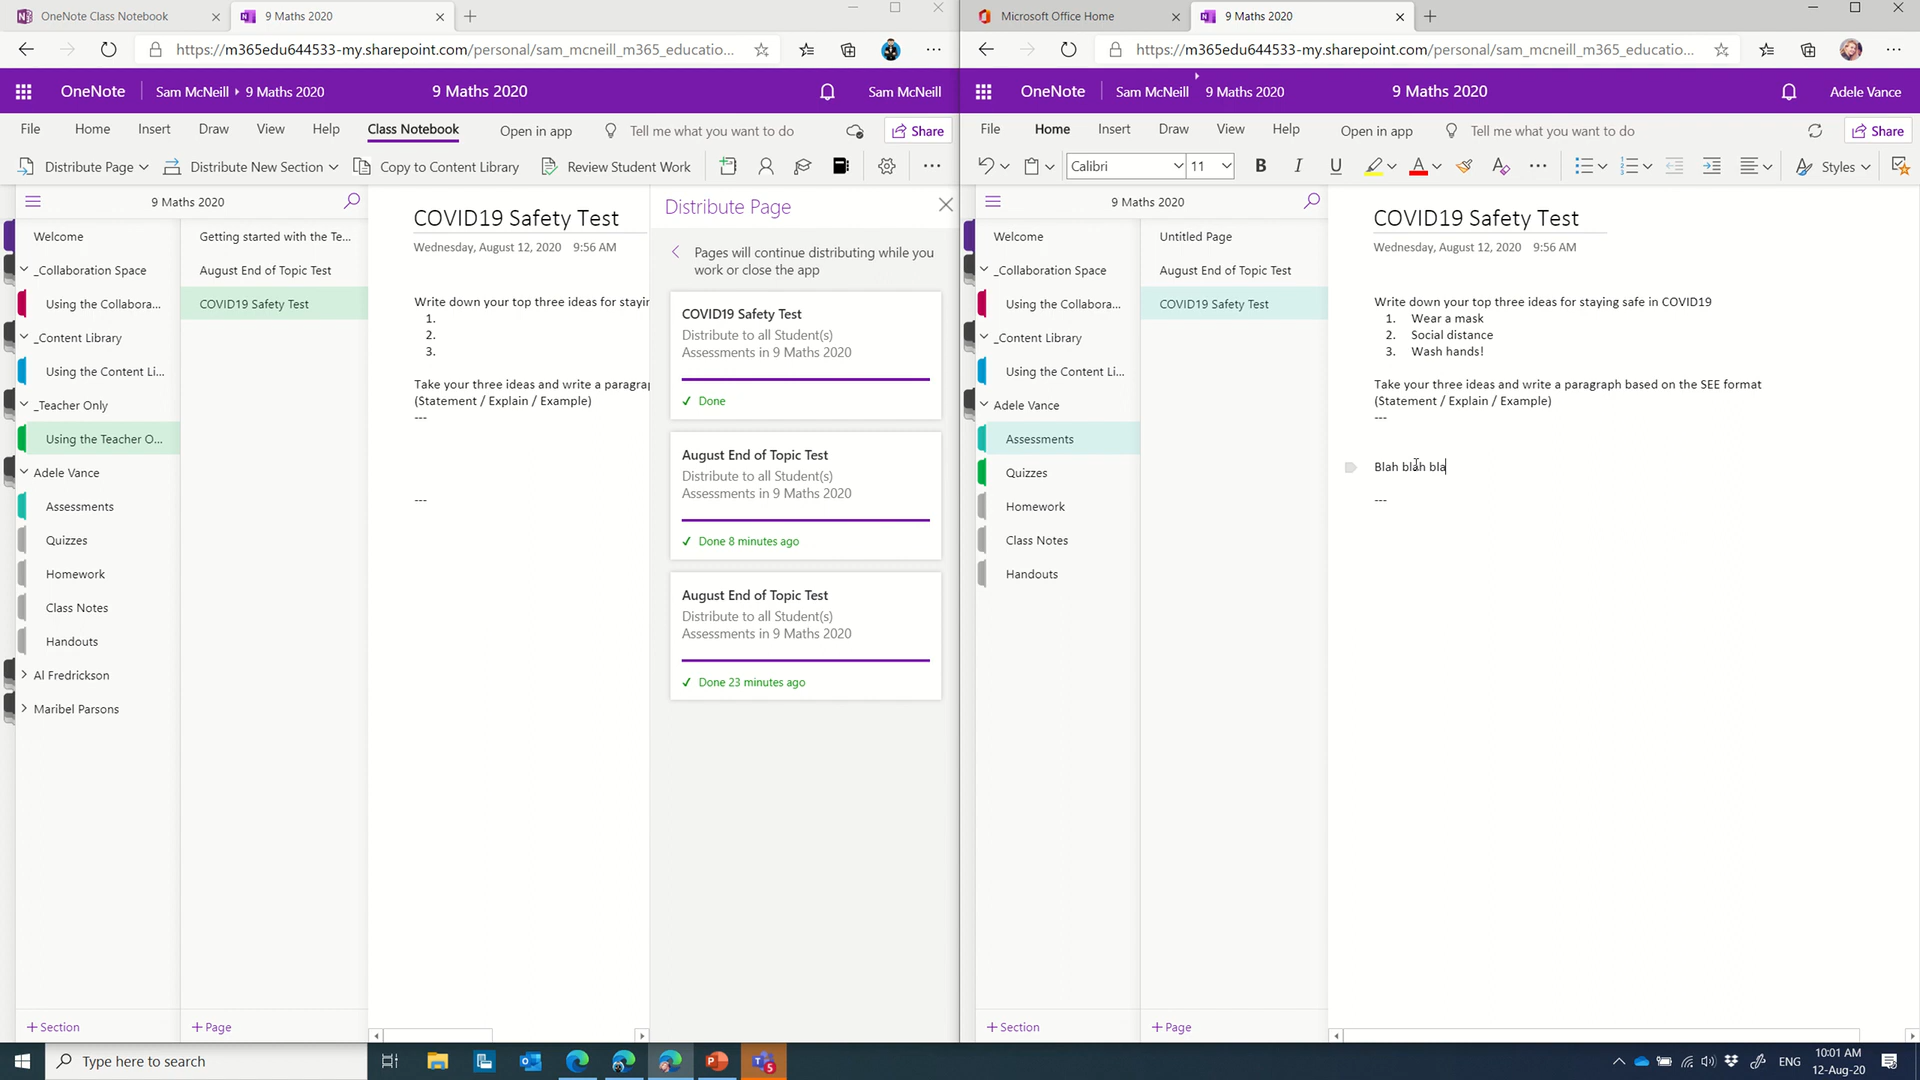 OneNote Class Notebook
9 Maths 2020
https://m365edu644533-my.sharepoint.com/personal/sam_mcneill_m365_educatio...
OneNote
Sam McNeill
9 Maths 2020
9 Maths 2020
Sam McNeill
File
Home
Insert
Draw
View
Help
Class Notebook
Open in app
Tell me what you want to do
Share
Distribute Page
Distribute New Section
Copy to Content Library
Review Student Work
9 Maths 2020
Welcome
_Collaboration Space
Using the Collabora...
_Content Library
Using the Content Li...
_Teacher Only
Using the Teacher O...
Adele Vance
Assessments
Quizzes
Homework
Class Notes
Handouts
Al Fredrickson
Maribel Parsons
+ Section
Getting started with the Te...
August End of Topic Test
COVID19 Safety Test
+ Page
COVID19 Safety Test
Wednesday, August 12, 2020 9:56 AM
Write down your top three ideas for stayin
1.
2.
3.
Take your three ideas and write a paragrap
(Statement / Explain / Example)
---
---
Distribute Page
Pages will continue distributing while you
work or close the app
COVID19 Safety Test
Distribute to all Student(s)
Assessments in 9 Maths 2020
Done
August End of Topic Test
Distribute to all Student(s)
Assessments in 9 Maths 2020
Done 8 minutes ago
August End of Topic Test
Distribute to all Student(s)
Assessments in 9 Maths 2020
Done 23 minutes ago
Microsoft Office Home
9 Maths 2020
https://m365edu644533-my.sharepoint.com/personal/sam_mcneill_m365_educatio...
OneNote
Sam McNeill
9 Maths 2020
9 Maths 2020
Adele Vance
File
Home
Insert
Draw
View
Help
Open in app
Tell me what you want to do
Share
Calibri
11
B
I
U
A
Styles
9 Maths 2020
Welcome
_Collaboration Space
Using the Collabora...
_Content Library
Using the Content Li...
Adele Vance
Assessments
Quizzes
Homework
Class Notes
Handouts
+ Section
Untitled Page
August End of Topic Test
COVID19 Safety Test
+ Page
COVID19 Safety Test
Wednesday, August 12, 2020 9:56 AM
Write down your top three ideas for staying safe in COVID19
1. Wear a mask
2. Social distance
3. Wash hands!
Take your three ideas and write a paragraph based on the SEE format
(Statement / Explain / Example)
---
Blah blah bla
---
Type here to search
5
ENG
10:01 AM
12-Aug-20